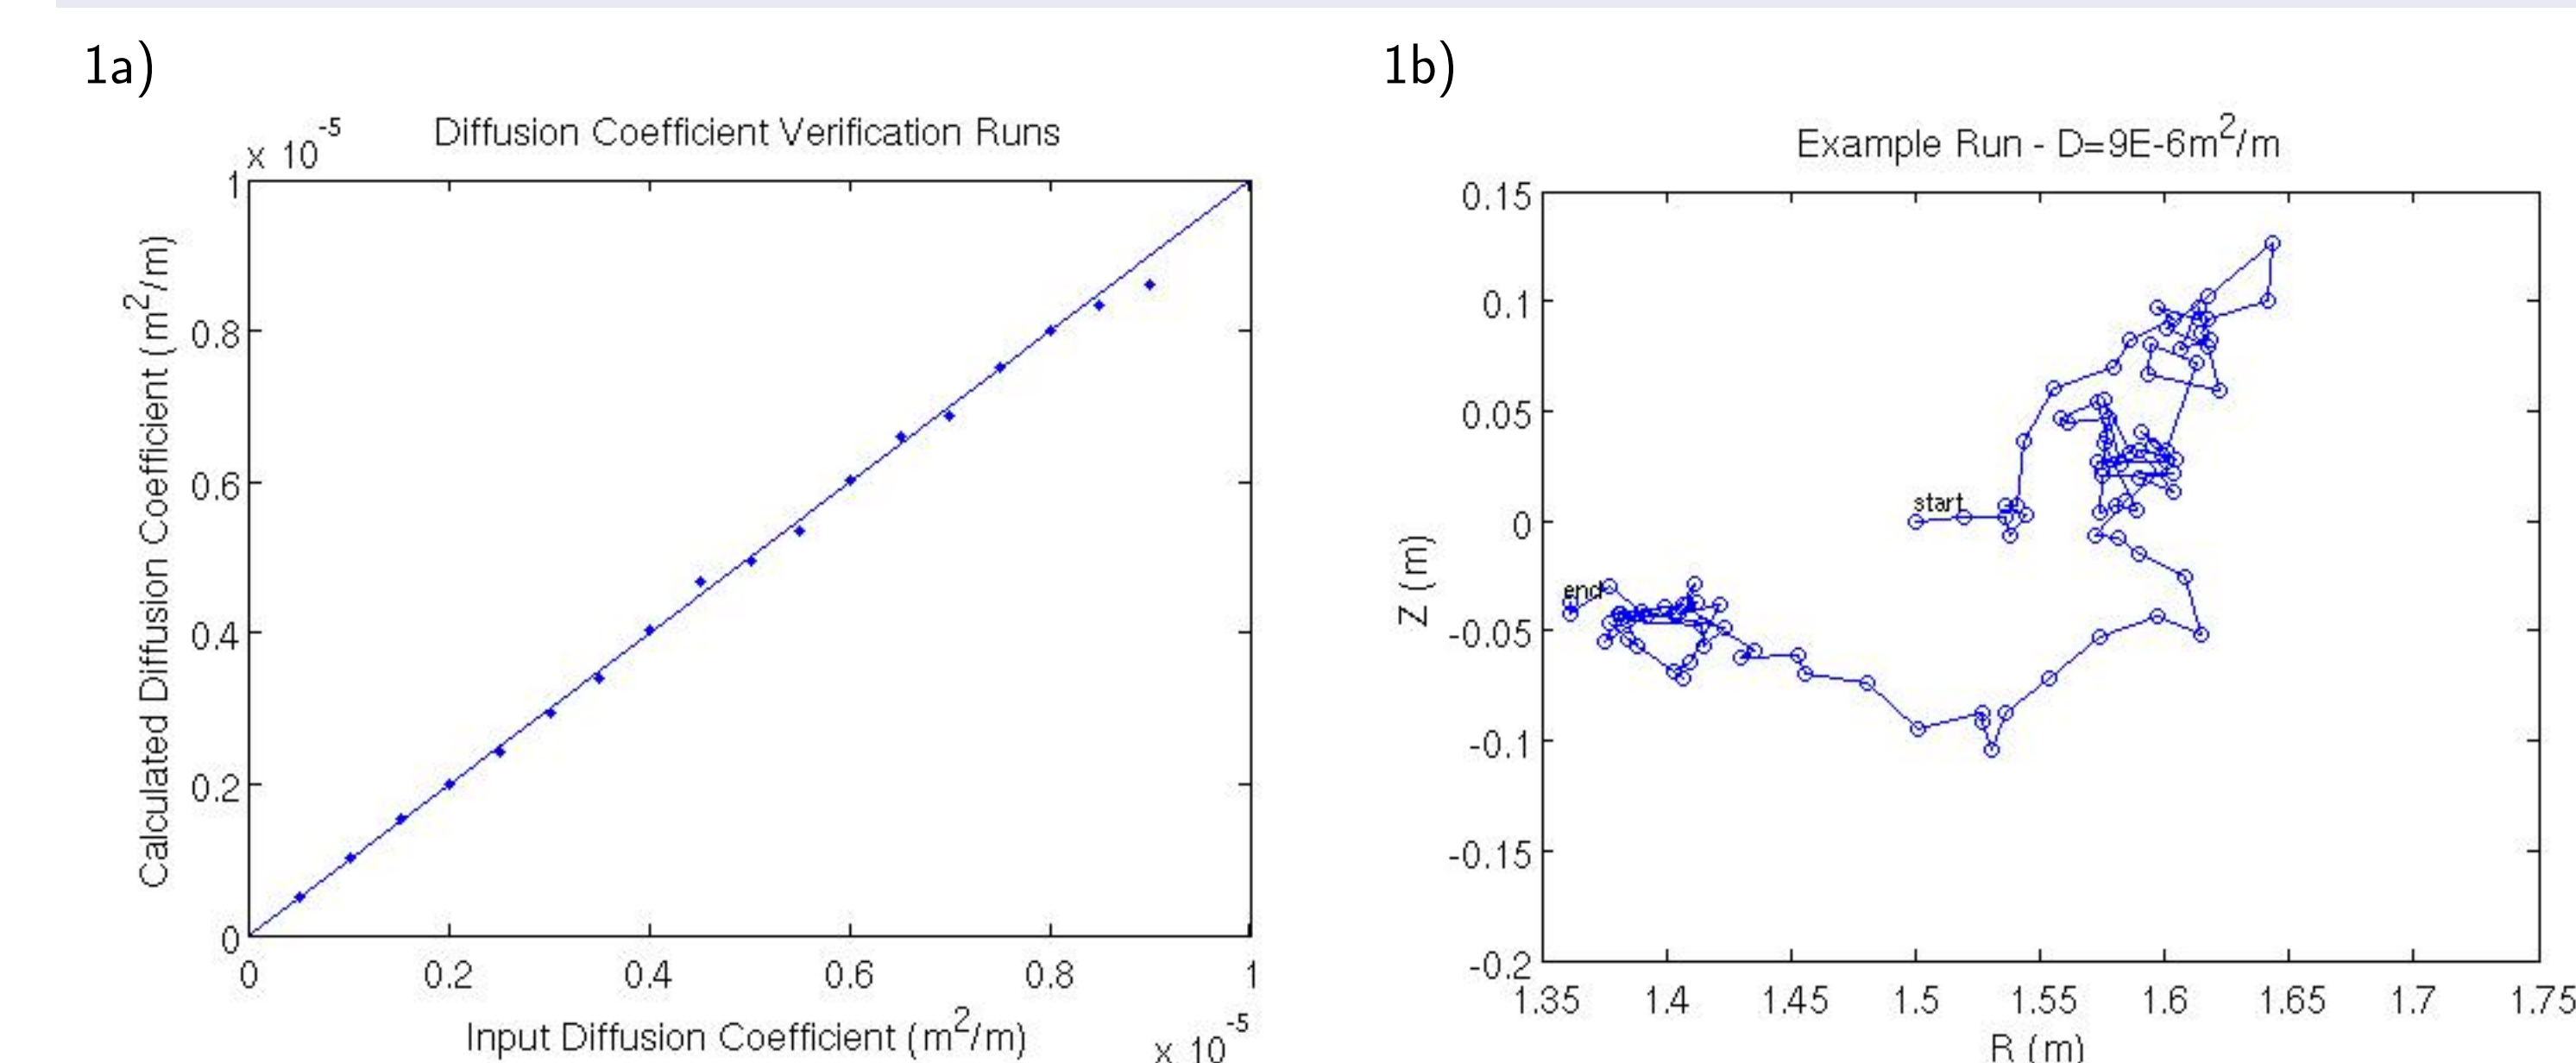 1a)
Diffusion Coefficient Verification Runs
x 10^-5
1
0.8
0.6
0.4
0.2
0
Calculated Diffusion Coefficient (m^2/m)
0 0.2 0.4 0.6 0.8 1
Input Diffusion Coefficient (m^2/m)
x 10^-5
1b)
Example Run - D=9E-6m^2/m
0.15
0.1
0.05
0
-0.05
-0.1
-0.15
-0.2
Z (m)
start
end
1.35 1.4 1.45 1.5 1.55 1.6 1.65 1.7 1.75
R (m)